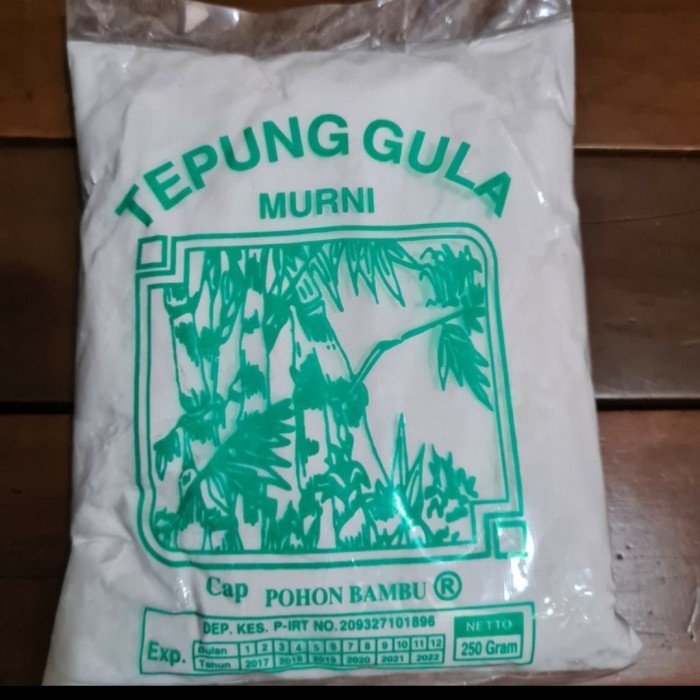 TEPUNG GULA
MURNI
Cap POHON BAMBU ®
DEP. KES. P-IRT NO. 209327101896
Exp.
Bulan 1 2 3 4 5 6 7 8 9 10 11 12
Tahun 2017 2018 2019 2020 2021 2022
NETTO
250 Gram